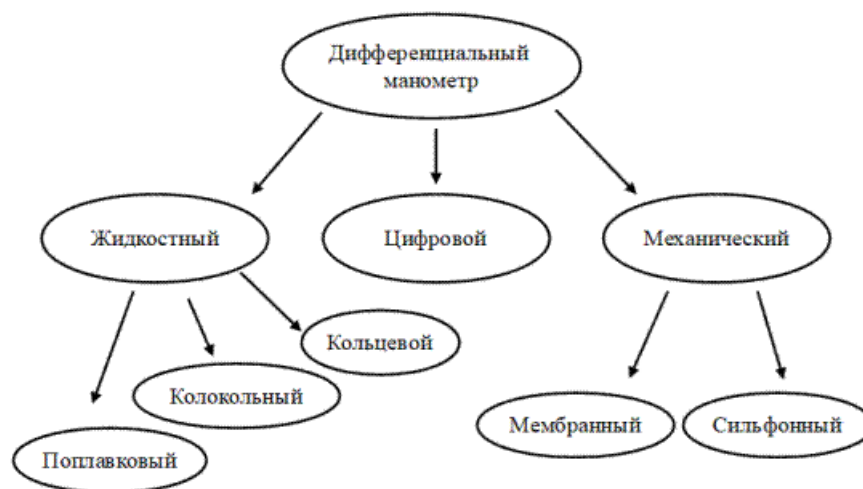 Дифференциальный
манометр
Жидкостный
Цифровой
Механический
Кольцевой
Колокольный
Поплавковый
Мембранный
Сильфонный